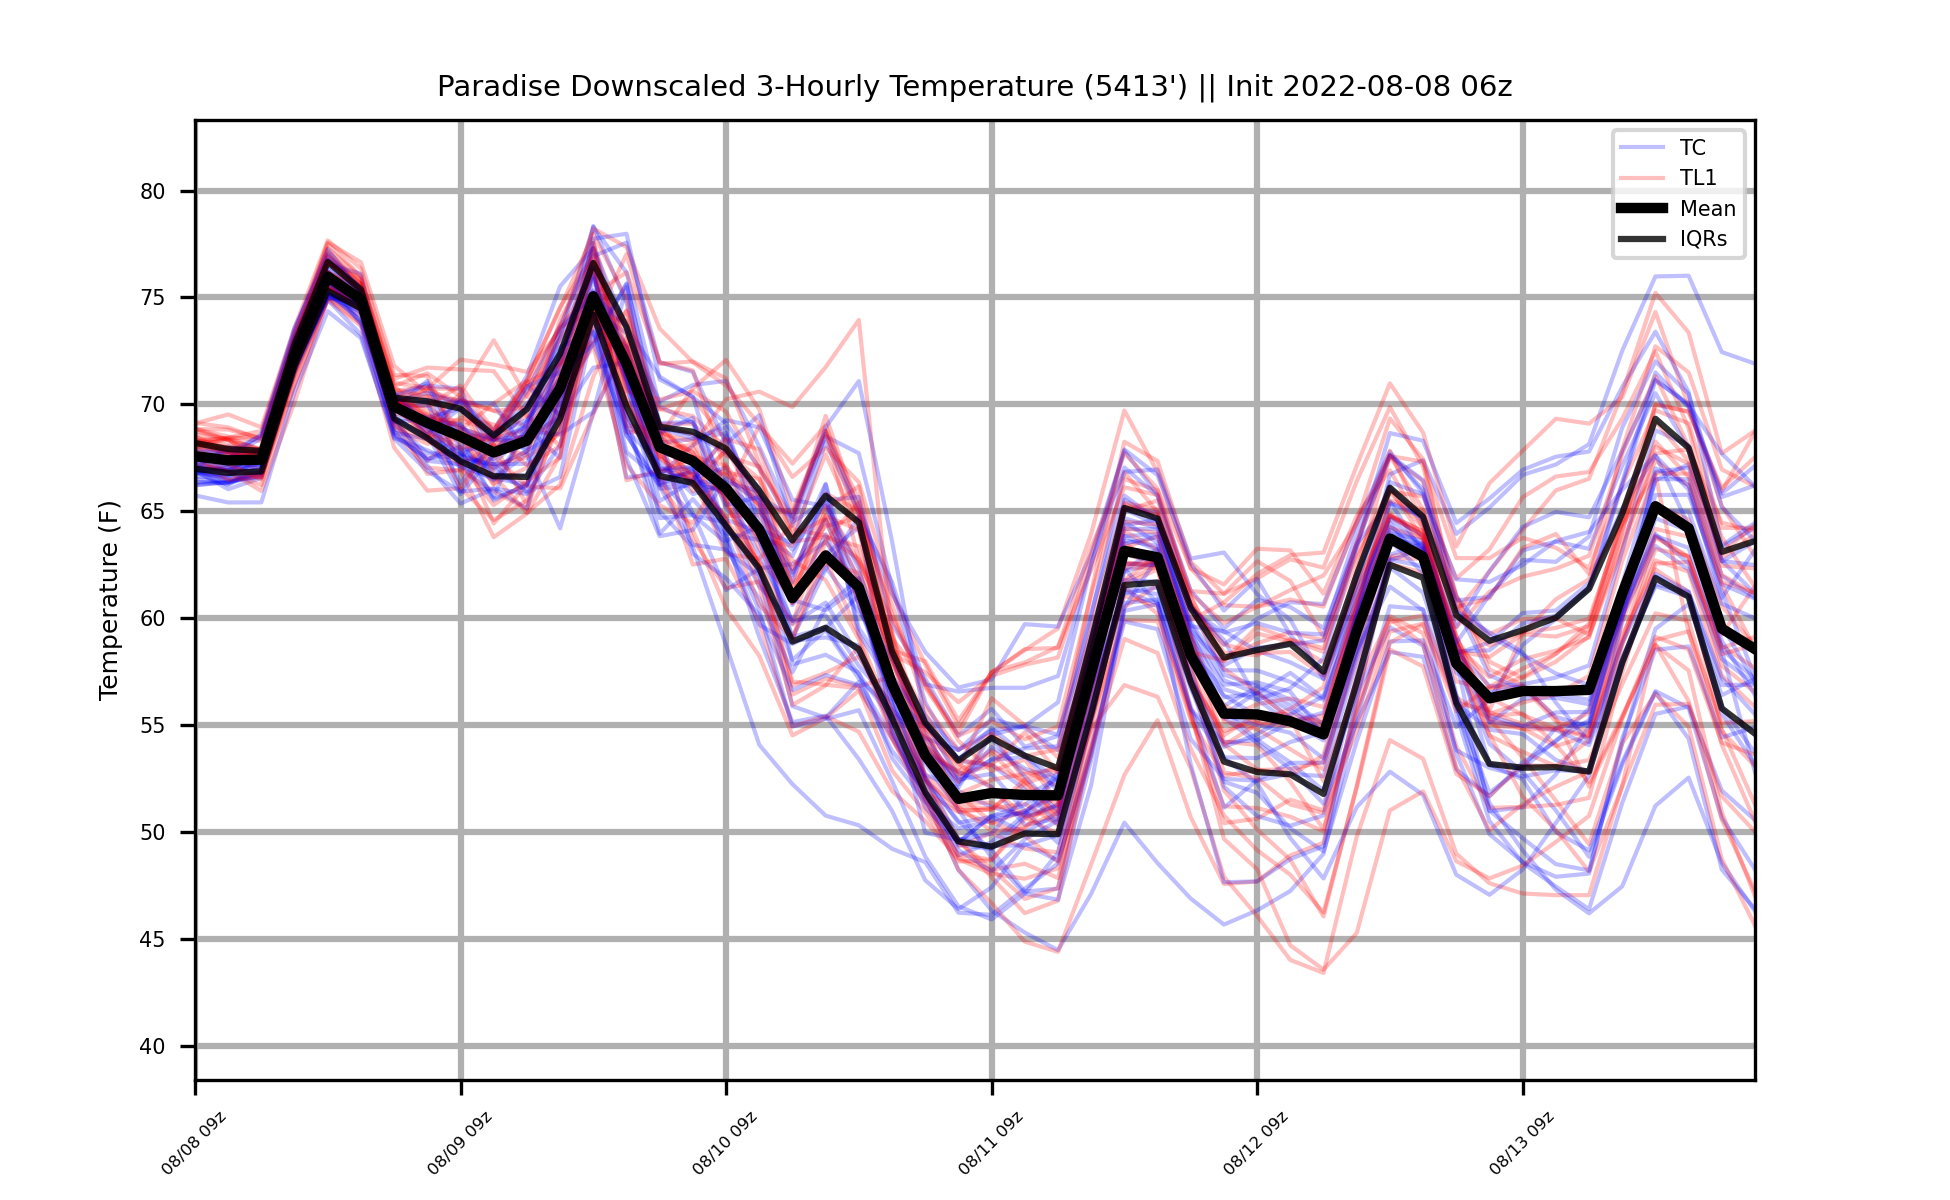 Paradise Downscaled 3-Hourly Temperature (5413') || Init 2022-08-08 06z
TC
TL1
Mean
IQRs
Temperature (F)
80
75
70
65
60
55
50
45
40
08/08 09z
08/09 09z
08/10 09z
08/11 09z
08/12 09z
08/13 09z